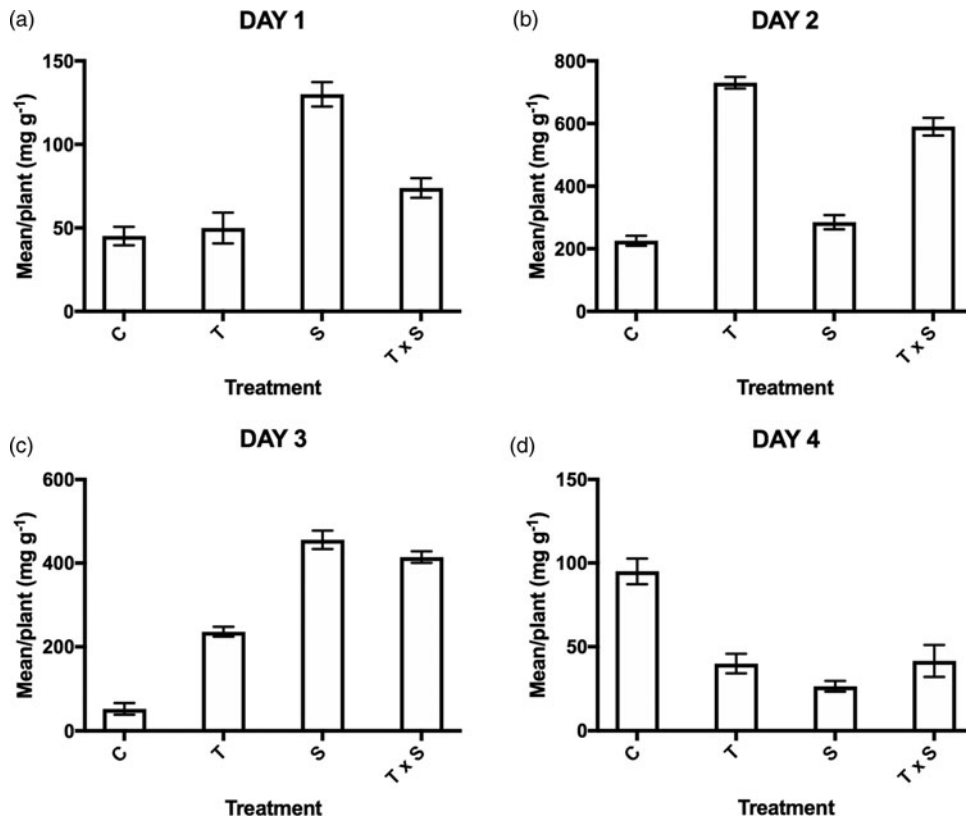 (a)
DAY 1
Mean/plant (mg g⁻¹)
150
100
50
0
C
T
S
T x S
Treatment
(b)
DAY 2
Mean/plant (mg g⁻¹)
800
600
400
200
0
C
T
S
T x S
Treatment
(c)
DAY 3
Mean/plant (mg g⁻¹)
600
400
200
0
C
T
S
T x S
Treatment
(d)
DAY 4
Mean/plant (mg g⁻¹)
150
100
50
0
C
T
S
T x S
Treatment